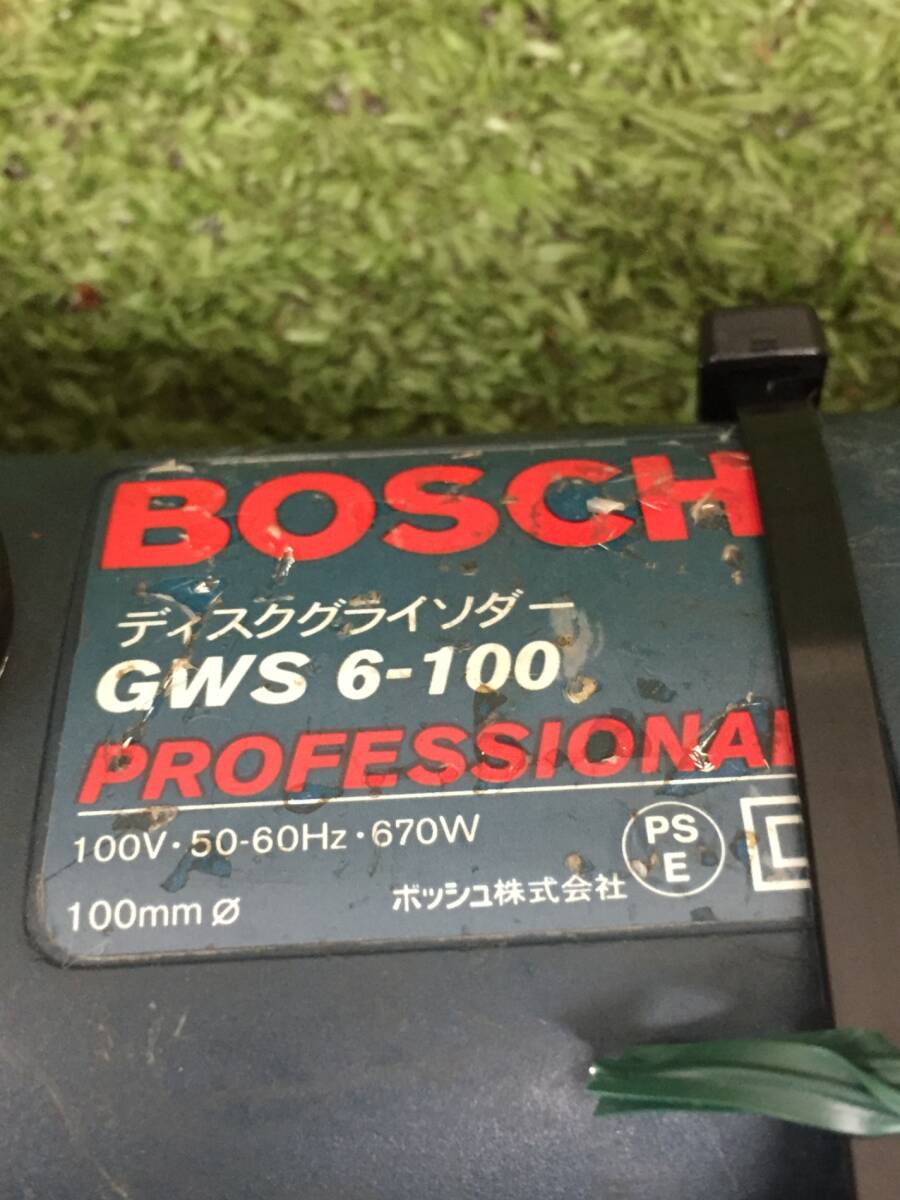 BOSCH
ディスクグライソダー
GWS 6-100
PROFESSIONAL
100V・50-60Hz・670W
PS
E
100mm Ø
ボッシュ株式会社